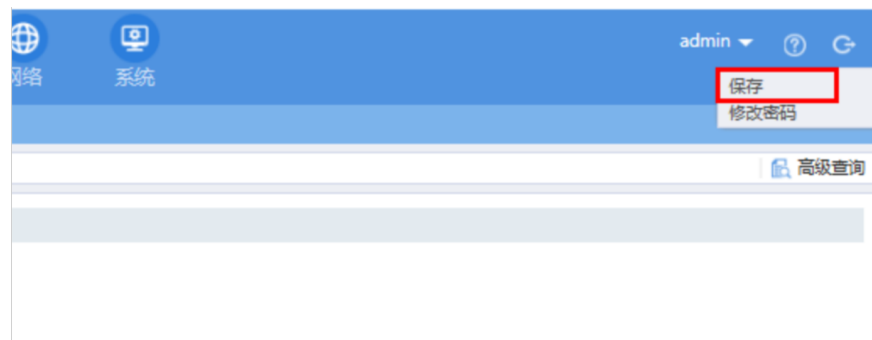 admin
网络
系统
保存
修改密码
高级查询